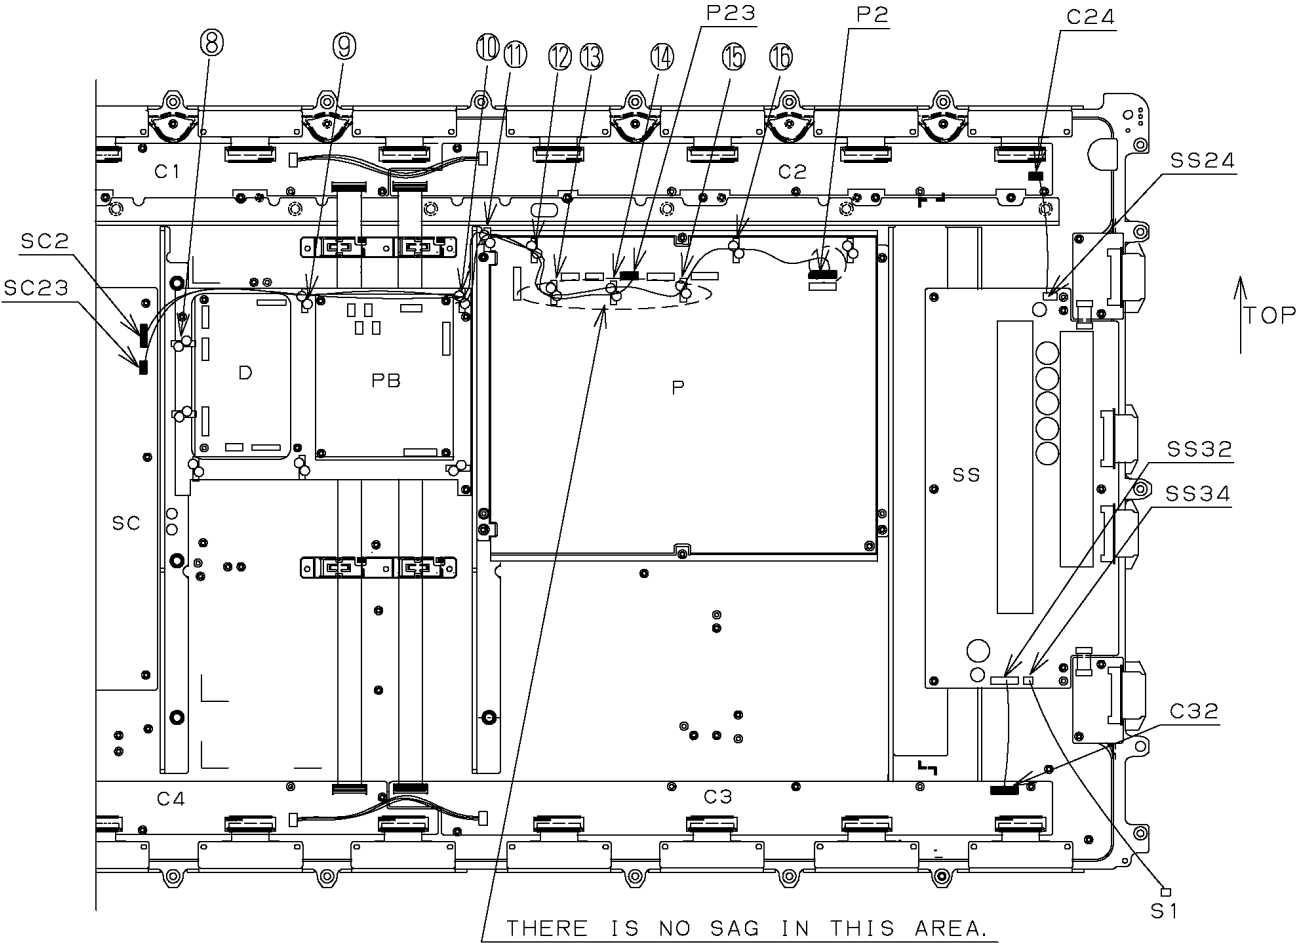 P23
P2
C24
⑧
⑨
⑩
⑪
⑫
⑬
⑭
⑮
⑯
C1
C2
SS24
SC2
SC23
TOP
D
PB
P
SS32
SS
SS34
SC
C32
C4
C3
S1
THERE IS NO SAG IN THIS AREA.